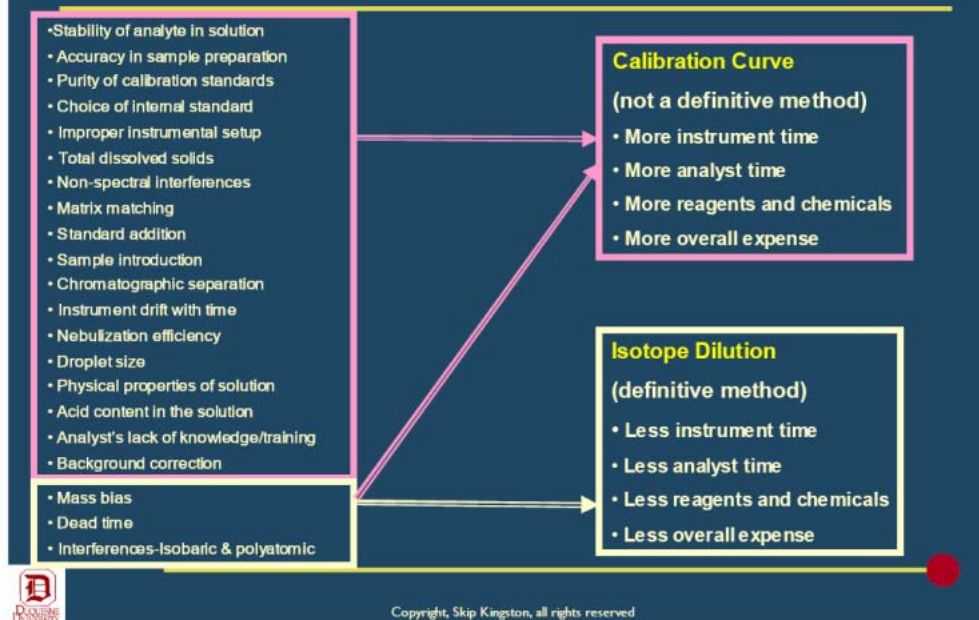 •Stability of analyte in solution
• Accuracy in sample preparation
• Purity of calibration standards
• Choice of internal standard
• Improper instrumental setup
• Total dissolved solids
• Non-spectral interferences
• Matrix matching
• Standard addition
• Sample introduction
• Chromatographic separation
• Instrument drift with time
• Nebulization efficiency
• Droplet size
• Physical properties of solution
• Acid content in the solution
• Analyst's lack of knowledge/training
• Background correction
• Mass bias
• Dead time
• Interferences-Isobaric & polyatomic
Calibration Curve
(not a definitive method)
• More instrument time
• More analyst time
• More reagents and chemicals
• More overall expense
Isotope Dilution
(definitive method)
• Less instrument time
• Less analyst time
• Less reagents and chemicals
• Less overall expense
D
DUQUESNE
UNIVERSITY
Copyright, Skip Kingston, all rights reserved